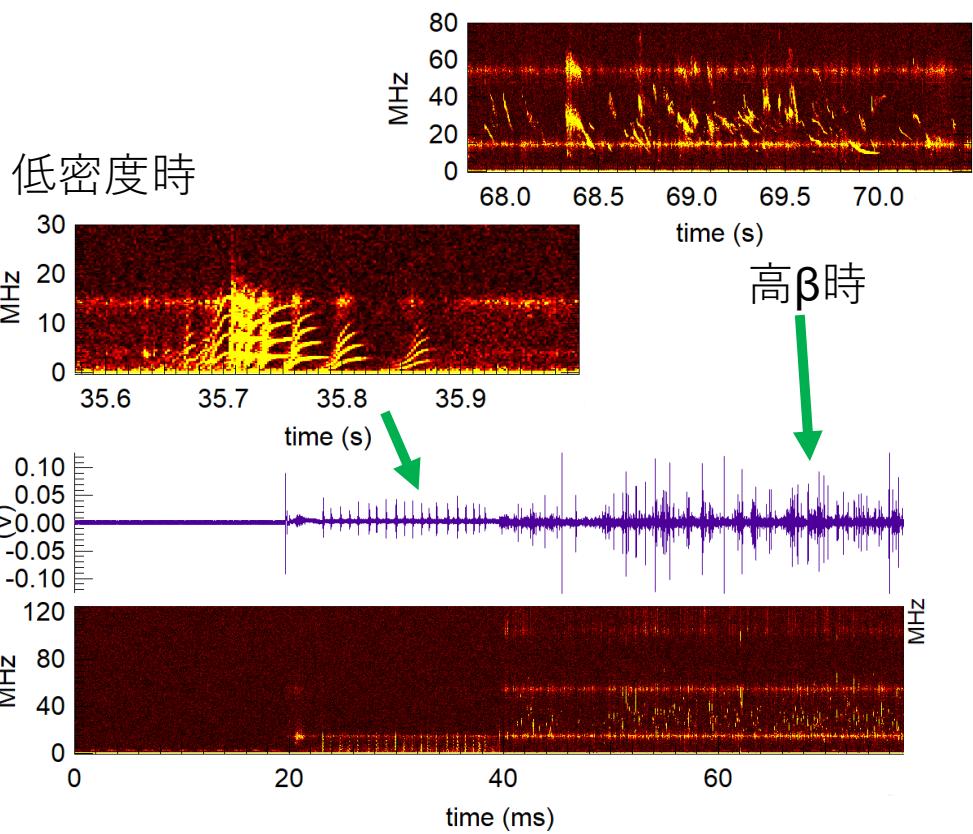 80
60
40
20
0
MHz
68.0 68.5 69.0 69.5 70.0
time (s)
低密度時
30
20
10
0
MHz
35.6 35.7 35.8 35.9
time (s)
高β時
0.10
0.05
0.00
-0.05
-0.10
(V)
120
80
40
0
MHz
MHz
0 20 40 60
time (ms)